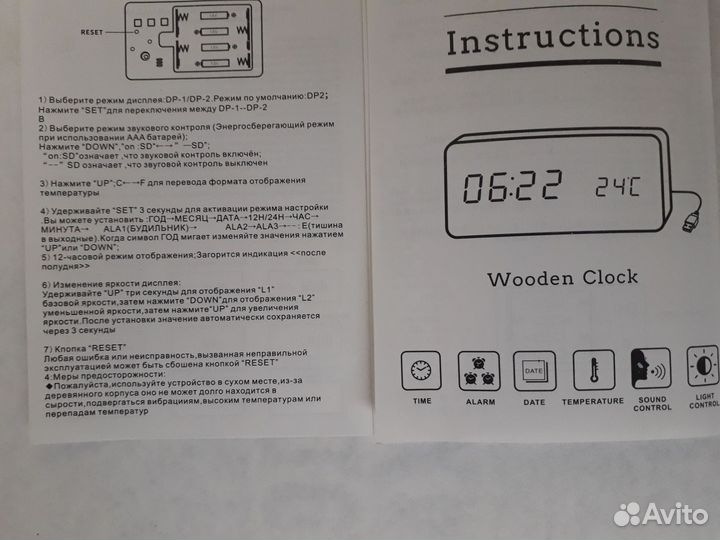 RESET
1) Выберите режим дисплея:DP-1/DP-2.Режим по умолчанию:DP2;
Нажмите "SET"для переключения между DP-1--DP-2
В
2) Выберите режим звукового контроля (Энергосберегающий режим
при использовании AAA батарей);
Нажмите "DOWN","on :SD"←→" —SD";
"on:SD"означает ,что звуковой контроль включён;
"--" SD означает ,что звуговой контроль выключен
3) Нажмите "UP";C←→F для перевода формата отображения
температуры
4) Удерживайте "SET" 3 секунды для активации режима настройки
.Вы можете установить :ГОД→МЕСЯЦ→ДАТА→12Н/24Н→ЧАС→
МИНУТА→ ALA1(БУДИЛЬНИК)→ ALA2→ALA3→--:E(тишина
в выходные).Когда символ ГОД мигает изменяйте значения нажатием
"UP"или "DOWN";
5) 12-часовой режим отображения;Загорится индикация <<после
полудня>>
6) Изменение яркости дисплея:
Удерживайте "UP" три секунды для отображения "L1"
базовой яркости,затем нажмите "DOWN"для отображения "L2"
уменьшенной яркости,затем нажмите"UP" для увеличения
яркости.После установки значение автоматически сохраняется
через 3 секунды
7) Кпопка "RESET"
Любая ошибка или неисправность,вызванная неправильной
эксплуатацией может быть сбошена кнопкой "RESET"
4:Меры предосторожности:
◆Пожалуйста,используйте устройство в сухом месте,из-за
деревянного корпуса оно не может долго находится в
сырости,подвергаться вибрациям,высоким температурам или
перепадам температур
Instructions
06:22 24℃
Wooden Clock
DATE
TIME
ALARM
DATE
TEMPERATURE
SOUND
CONTROL
LIGHT
CONTROL
Avito